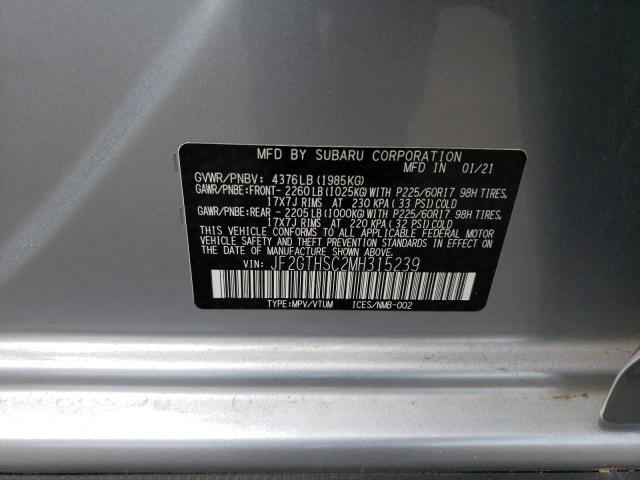 MFD BY SUBARU CORPORATION
MFD IN 01/21
GVWR/PNBV: 4376LB(1985KG)
GAWR/PNBE:FRONT- 2260LB(1025KG)WITH P225/60R17 98H TIRES,
17X7J RIMS AT 230 KPA (33 PSI)COLD
GAWR/PNBE:REAR - 2205LB(1000KG)WITH P225/60R17 98H TIRES,
17X7J RIMS AT 220 KPA(32 PSI)COLD
THIS VEHICLE CONFORMS TO ALL APPLICABLE FEDERAL MOTOR
VEHICLE SAFETY, BUMPER, AND THEFT PREVENTION STANDARDS
IN EFFECT ON THE DATE OF MANUFACTURE SHOWN ABOVE.
VIN: JF2GTHSC2MH315239
TYPE:MPV/VTUM ICES/NMB-002